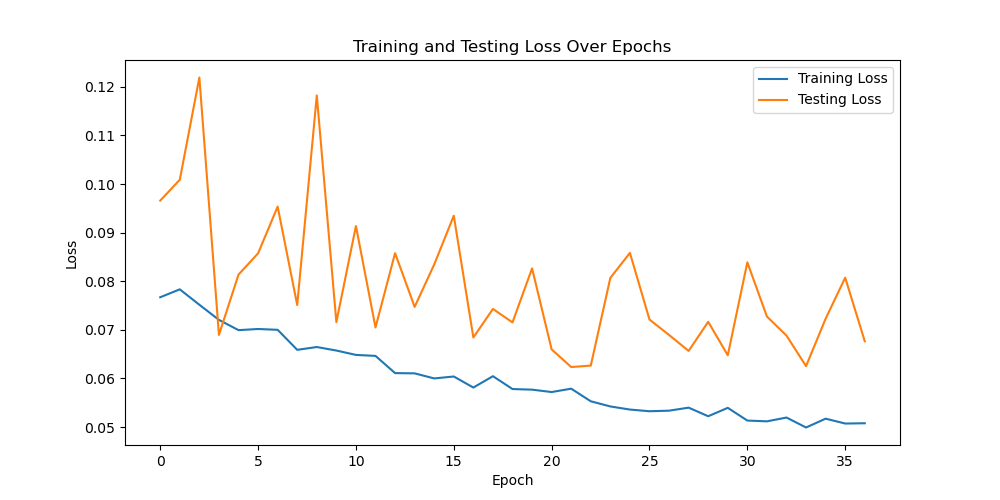 Training and Testing Loss Over Epochs
Training Loss
Testing Loss
0.12
0.11
0.10
0.09
0.08
0.07
0.06
0.05
Loss
0 5 10 15 20 25 30 35
Epoch